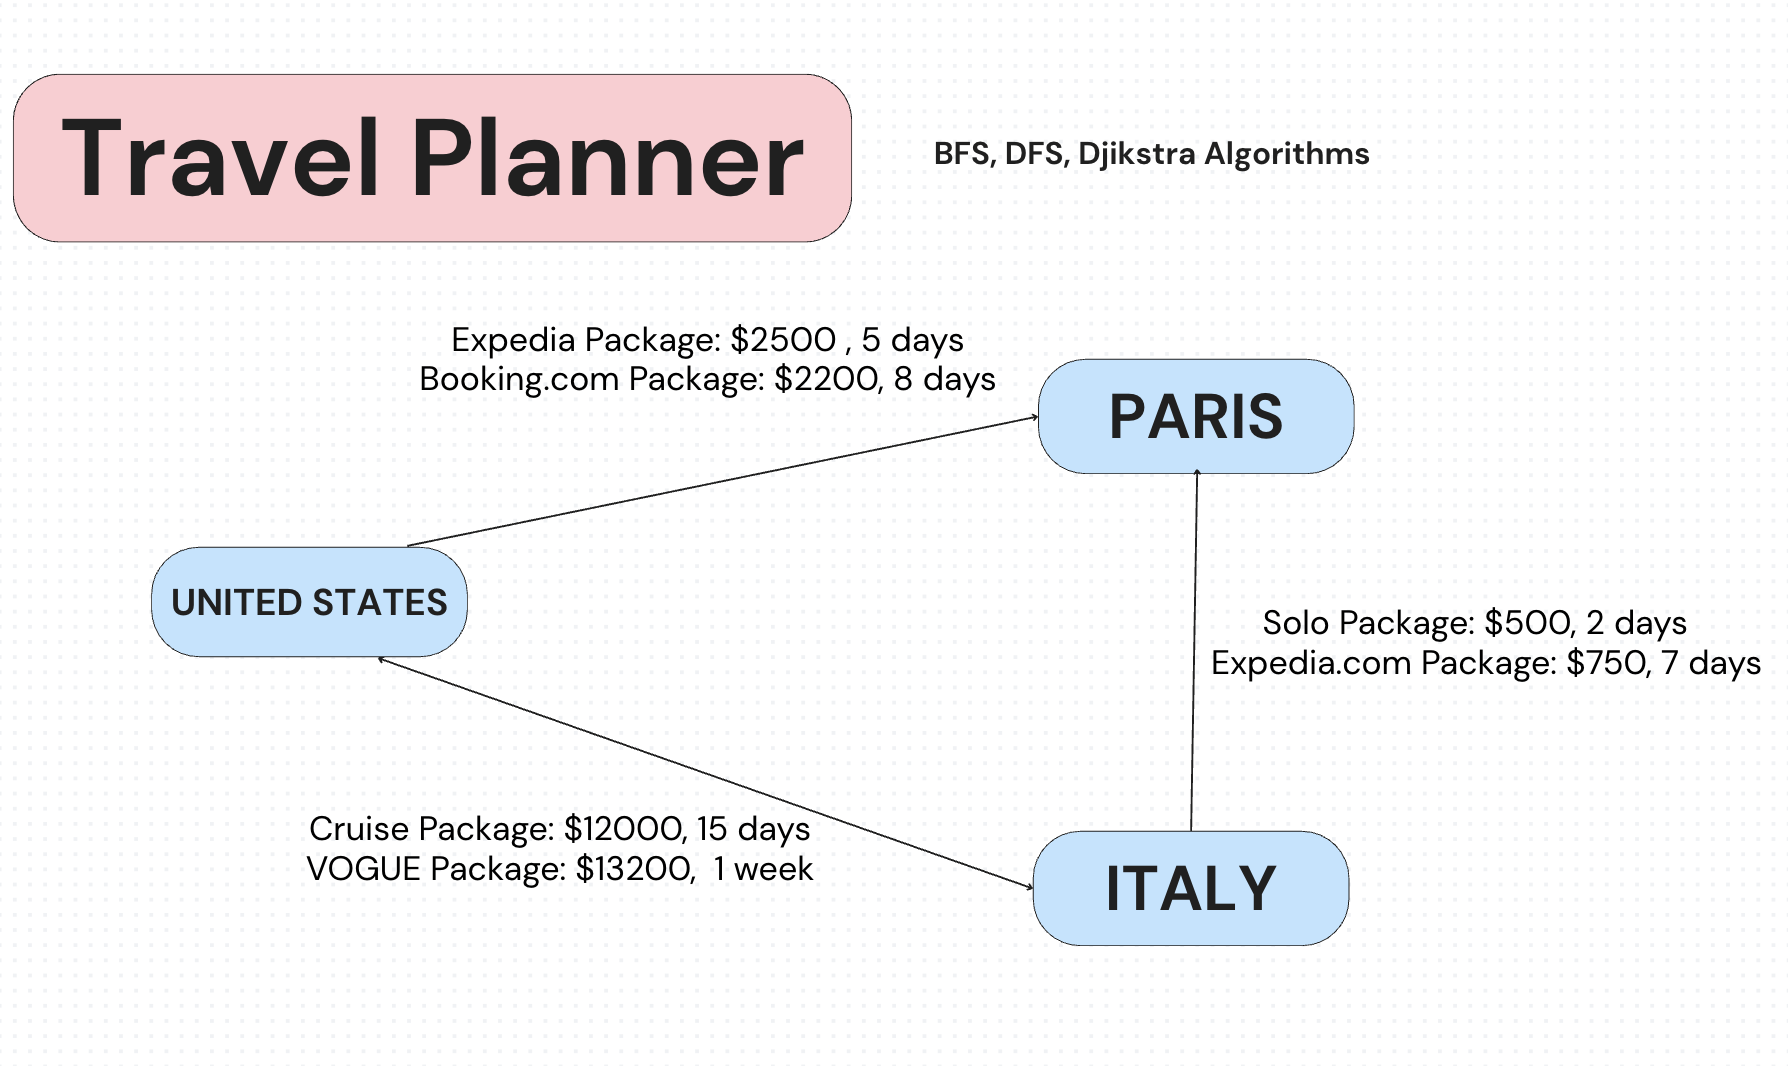 Travel Planner
BFS, DFS, Djikstra Algorithms
Expedia Package: $2500 , 5 days
Booking.com Package: $2200, 8 days
PARIS
UNITED STATES
Solo Package: $500, 2 days
Expedia.com Package: $750, 7 days
Cruise Package: $12000, 15 days
VOGUE Package: $13200,  1 week
ITALY